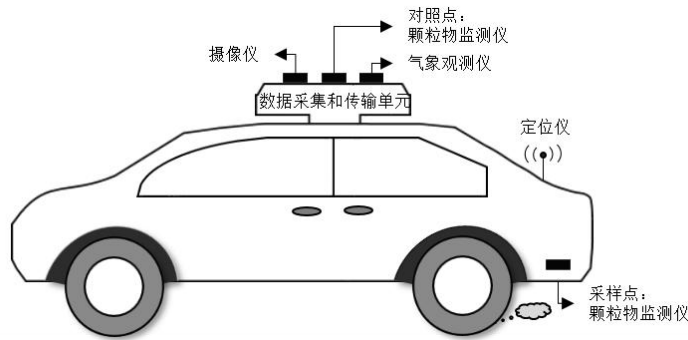 对照点：
颗粒物监测仪
摄像仪
气象观测仪
数据采集和传输单元
定位仪
采样点：
颗粒物监测仪